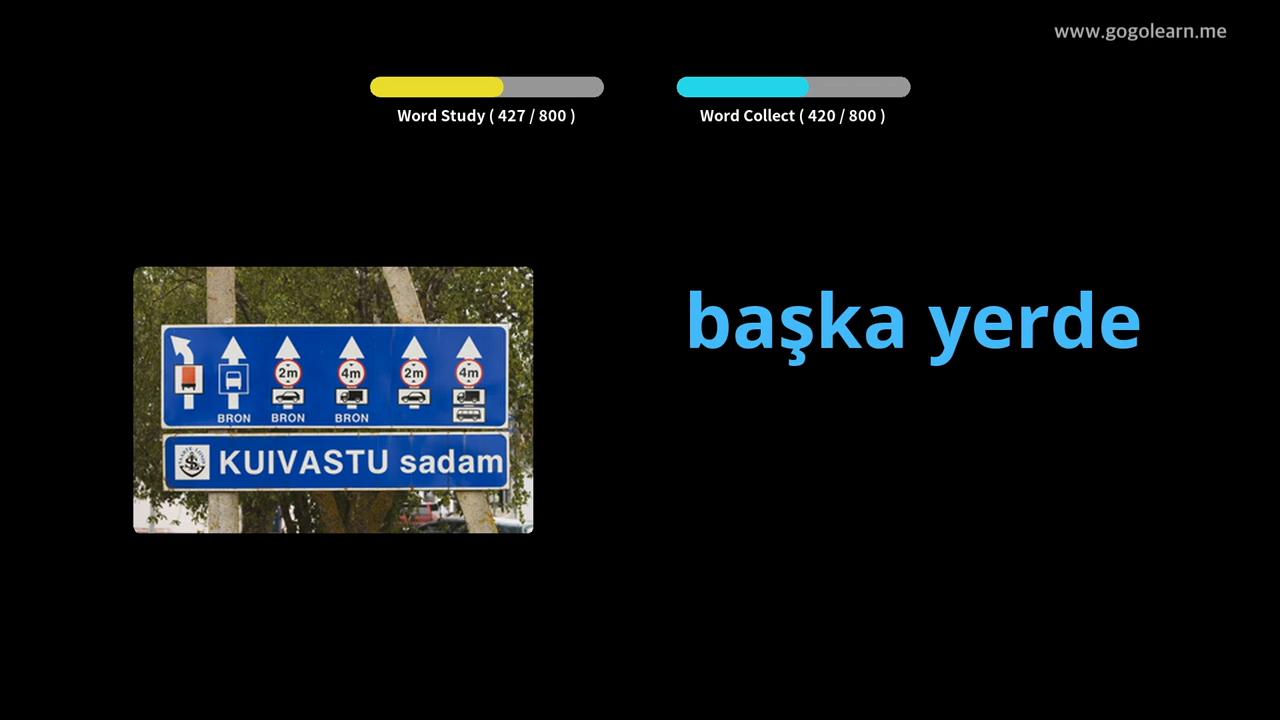 www.gogolearn.me
Word Study ( 427 / 800 )
Word Collect ( 420 / 800 )
başka yerde
2m 4m 2m 4m
BRON BRON BRON
KUIVASTU sadam